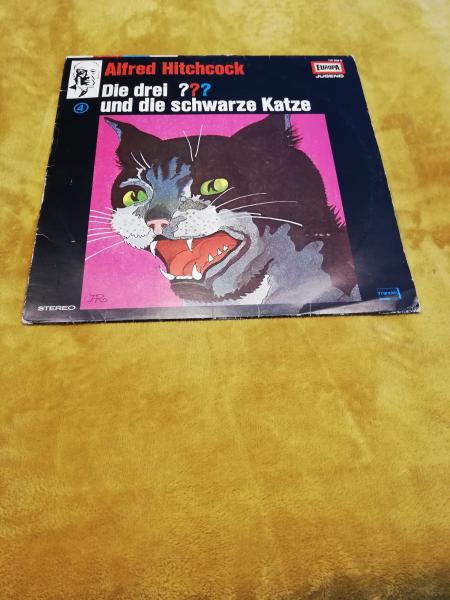 Alfred Hitchcock
EUROPA
JUGEND
Die drei ???
4 und die schwarze Katze
STEREO